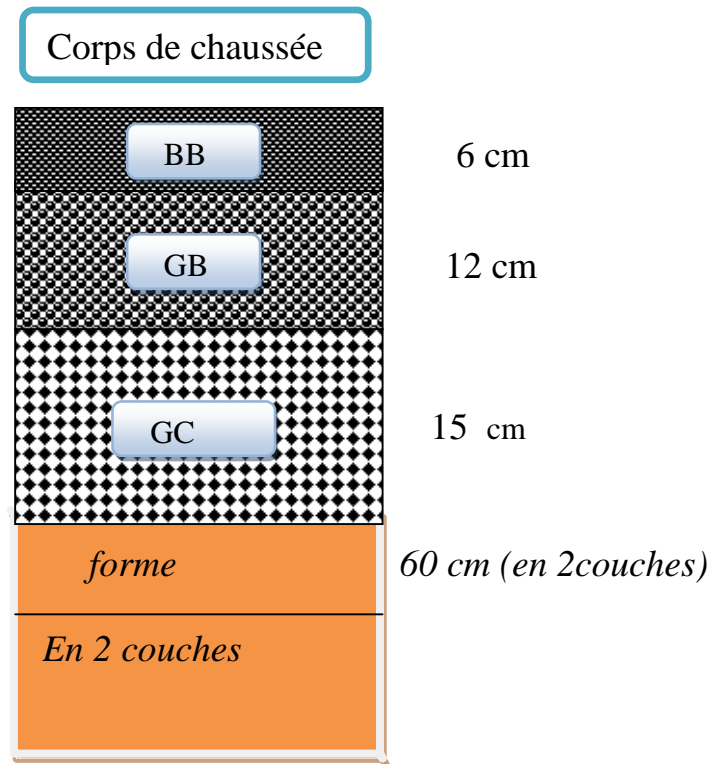 Corps de chaussée
BB 6 cm
GB 12 cm
GC 15 cm
forme 60 cm (en 2couches)
En 2 couches